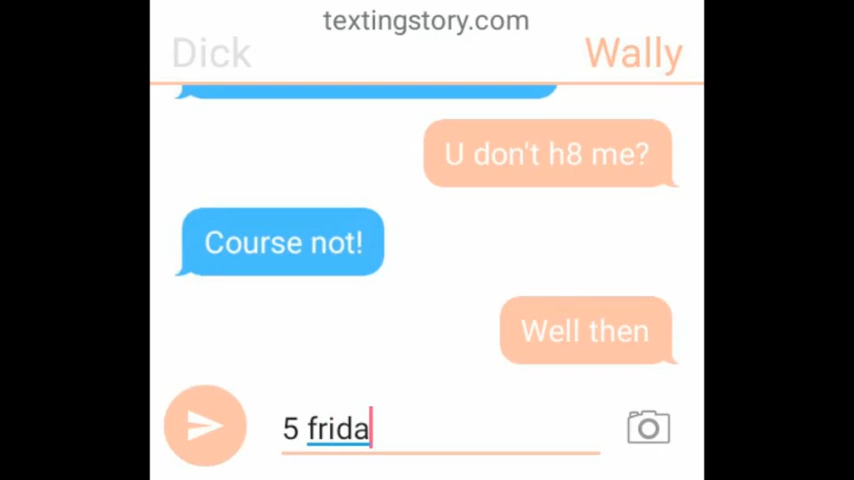 textingstory.com
Dick
Wally
U don't h8 me?
Course not!
Well then
5 frida